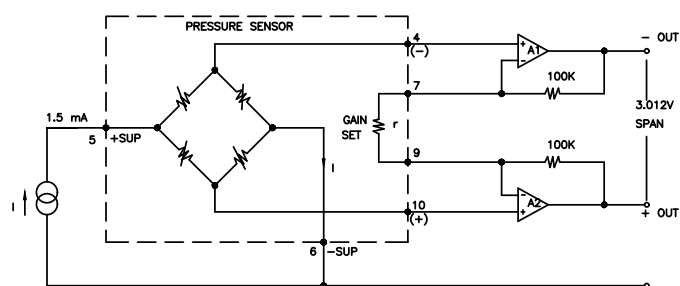 PRESSURE SENSOR
4
(-)
A1
+
-
- OUT
7
100K
1.5 mA
GAIN
SET
r
3.012V
SPAN
5
+SUP
I
9
100K
I
-
A2
+
10
(+)
+ OUT
6
-SUP